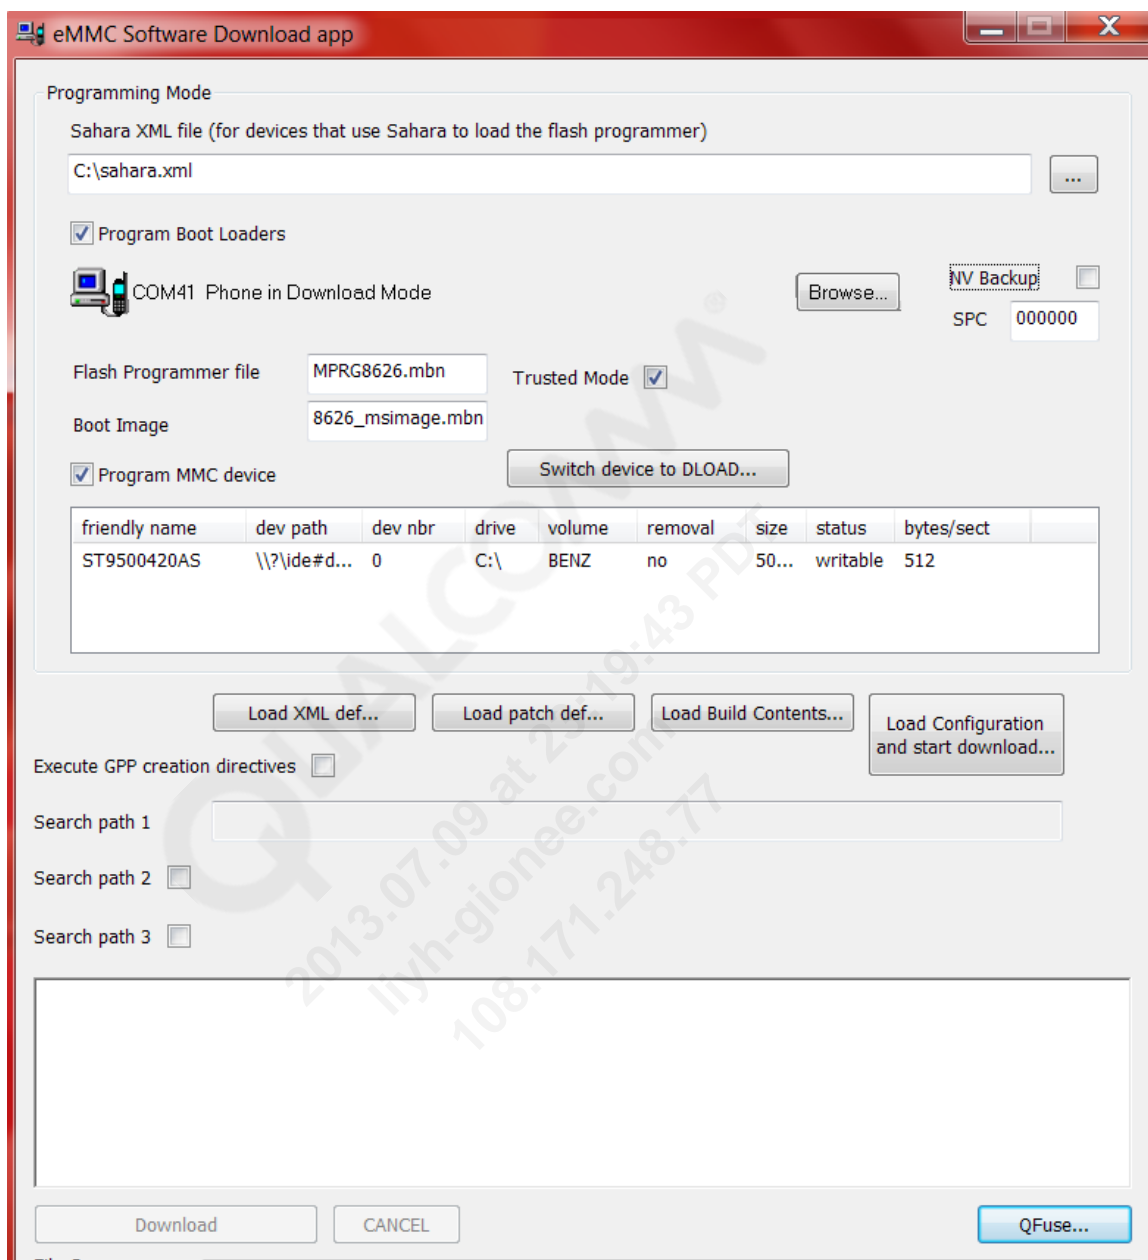 eMMC Software Download app
Programming Mode
Sahara XML file (for devices that use Sahara to load the flash programmer)
C:\sahara.xml
...
Program Boot Loaders
COM41 Phone in Download Mode
Browse...
NV Backup
SPC
000000
Flash Programmer file
MPRG8626.mbn
Trusted Mode
Boot Image
8626_msimage.mbn
Program MMC device
Switch device to DLOAD...
friendly name dev path dev nbr drive volume removal size status bytes/sect
ST9500420AS \\?\ide#d... 0 C:\ BENZ no 50... writable 512
Load XML def...
Load patch def...
Load Build Contents...
Load Configuration
and start download...
Execute GPP creation directives
Search path 1
Search path 2
Search path 3
Download
CANCEL
QFuse...
QUALCOMM®
2013.07.09 at 23:19:43 PDT
liyh-gionee.com
108.171.248.77